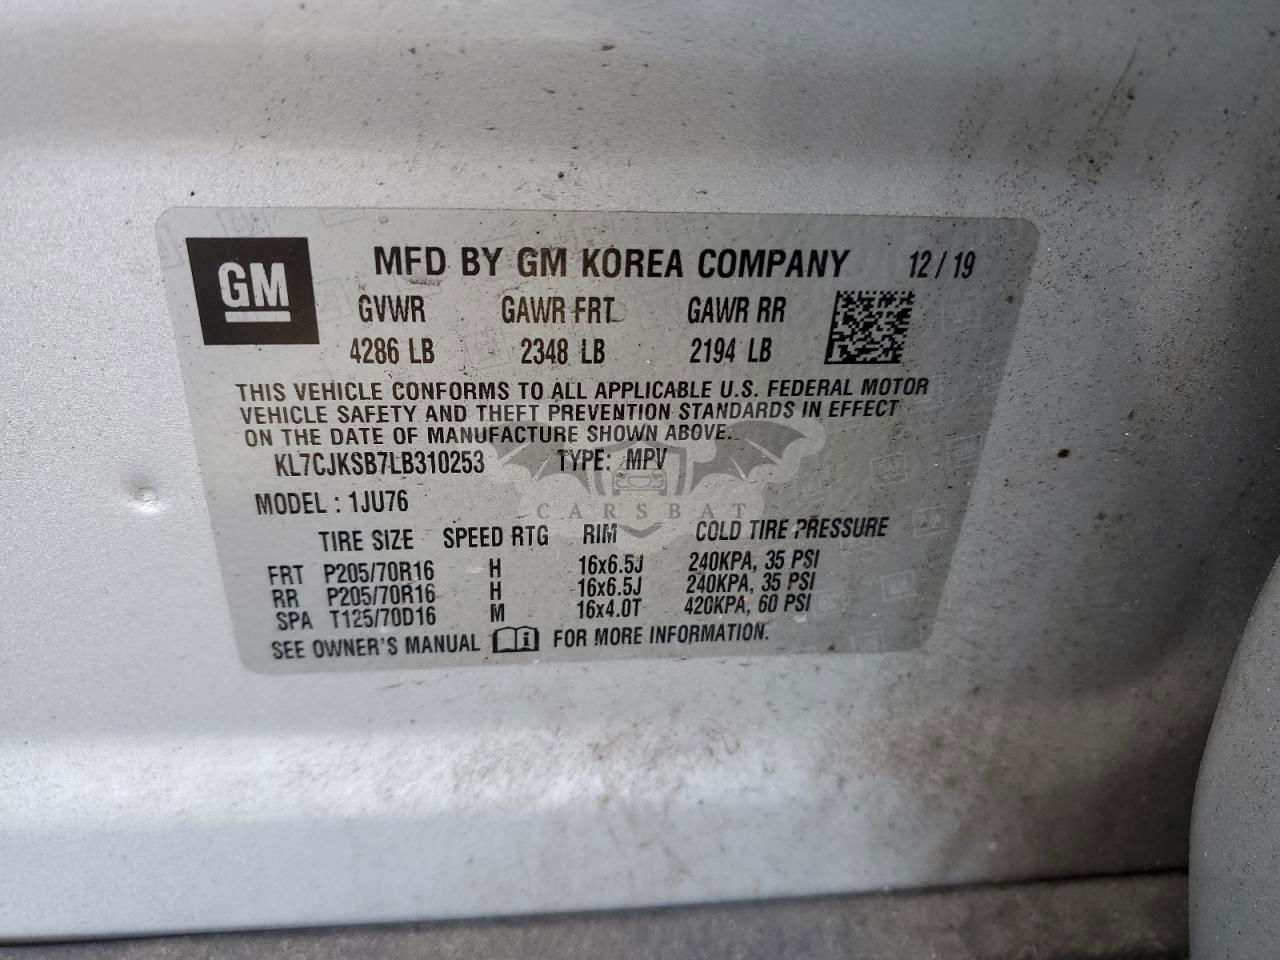 GM MFD BY GM KOREA COMPANY 12/19
GVWR GAWR FRT GAWR RR
4286 LB 2348 LB 2194 LB
THIS VEHICLE CONFORMS TO ALL APPLICABLE U.S. FEDERAL MOTOR
VEHICLE SAFETY AND THEFT PREVENTION STANDARDS IN EFFECT
ON THE DATE OF MANUFACTURE SHOWN ABOVE.
KL7CJKSB7LB310253 TYPE: MPV
MODEL : 1JU76
CARSBAT
TIRE SIZE SPEED RTG RIM COLD TIRE PRESSURE
FRT P205/70R16 H 16x6.5J 240KPA, 35 PSI
RR P205/70R16 H 16x6.5J 240KPA, 35 PSI
SPA T125/70D16 M 16x4.0T 420KPA, 60 PSI
SEE OWNER'S MANUAL i FOR MORE INFORMATION.